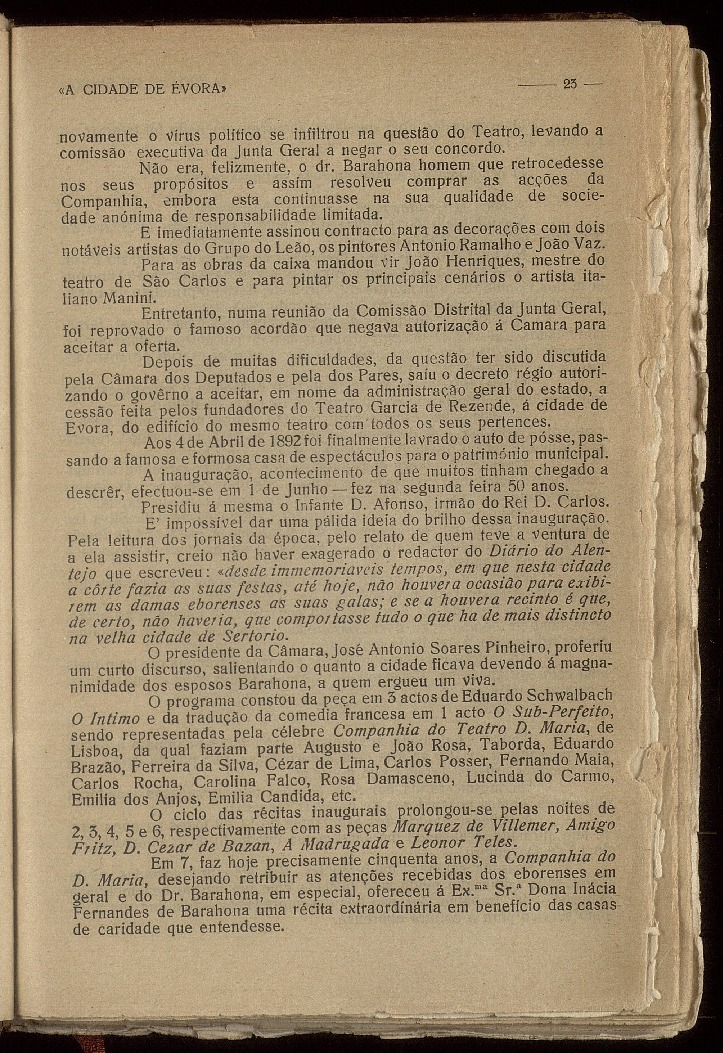 «A CIDADE DE ÉVORA» —— 23 —
novamente o vírus político se infiltrou na questão do Teatro, levando a
comissão executiva da Junta Geral a negar o seu concordo.
Não era, felizmente, o dr. Barahona homem que retrocedesse
nos seus propósitos e assim resolveu comprar as acções da
Companhia, embora esta continuasse na sua qualidade de socie-
dade anónima de responsabilidade limitada.
E imediatamente assinou contracto para as decorações com dois
notáveis artistas do Grupo do Leão, os pintores Antonio Ramalho e João Vaz.
Para as obras da caixa mandou vir João Henriques, mestre do
teatro de São Carlos e para pintar os principais cenários o artista ita-
liano Manini.
Entretanto, numa reunião da Comissão Distrital da Junta Geral,
foi reprovado o famoso acordão que negava autorização á Camara para
aceitar a oferta.
Depois de muitas dificuldades, da questão ter sido discutida
pela Câmara dos Deputados e pela dos Pares, saíu o decreto régio autori-
zando o govêrno a aceitar, em nome da administração geral do estado, a
cessão feita pelos fundadores do Teatro Garcia de Rezende, á cidade de
Evora, do edifício do mesmo teatro com todos os seus pertences.
Aos 4 de Abril de 1892 foi finalmente lavrado o auto de pósse, pas-
sando a famosa e formosa casa de espectáculos para o património municipal.
A inauguração, acontecimento de que muitos tinham chegado a
descrêr, efectuou-se em 1 de Junho — fez na segunda feira 50 anos.
Presidiu á mesma o Infante D. Afonso, irmão do Rei D. Carlos.
E' impossível dar uma pálida ideia do brilho dessa inauguração.
Pela leitura dos jornais da época, pelo relato de quem teve a ventura de
a ela assistir, creio não haver exagerado o redactor do Diário do Alen-
tejo que escreveu: «desde immemoriaveis tempos, em que nesta cidade
a côrte fazia as suas festas, até hoje, não houvera ocasião para exibi-
rem as damas eborenses as suas galas; e se a houvera recinto é que,
de certo, não haveria, que comportasse tudo o que ha de mais distincto
na velha cidade de Sertorio.
O presidente da Câmara, José Antonio Soares Pinheiro, proferiu
um curto discurso, salientando o quanto a cidade ficava devendo á magna-
nimidade dos esposos Barahona, a quem ergueu um viva.
O programa constou da peça em 3 actos de Eduardo Schwalbach
O Intimo e da tradução da comedia francesa em 1 acto O Sub-Perfeito,
sendo representadas pela célebre Companhia do Teatro D. Maria, de
Lisboa, da qual faziam parte Augusto e João Rosa, Taborda, Eduardo
Brazão, Ferreira da Silva, Cézar de Lima, Carlos Posser, Fernando Maia,
Carlos Rocha, Carolina Falco, Rosa Damasceno, Lucinda do Carmo,
Emilia dos Anjos, Emilia Candida, etc.
O ciclo das récitas inaugurais prolongou-se pelas noites de
2, 3, 4, 5 e 6, respectivamente com as peças Marquez de Villemer, Amigo
Fritz, D. Cezar de Bazan, A Madrugada e Leonor Teles.
Em 7, faz hoje precisamente cinquenta anos, a Companhia do
D. Maria, desejando retribuir as atenções recebidas dos eborenses em
geral e do Dr. Barahona, em especial, ofereceu á Ex.ᵐᵃ Sr.ª Dona Inácia
Fernandes de Barahona uma récita extraordínária em benefício das casas
de caridade que entendesse.